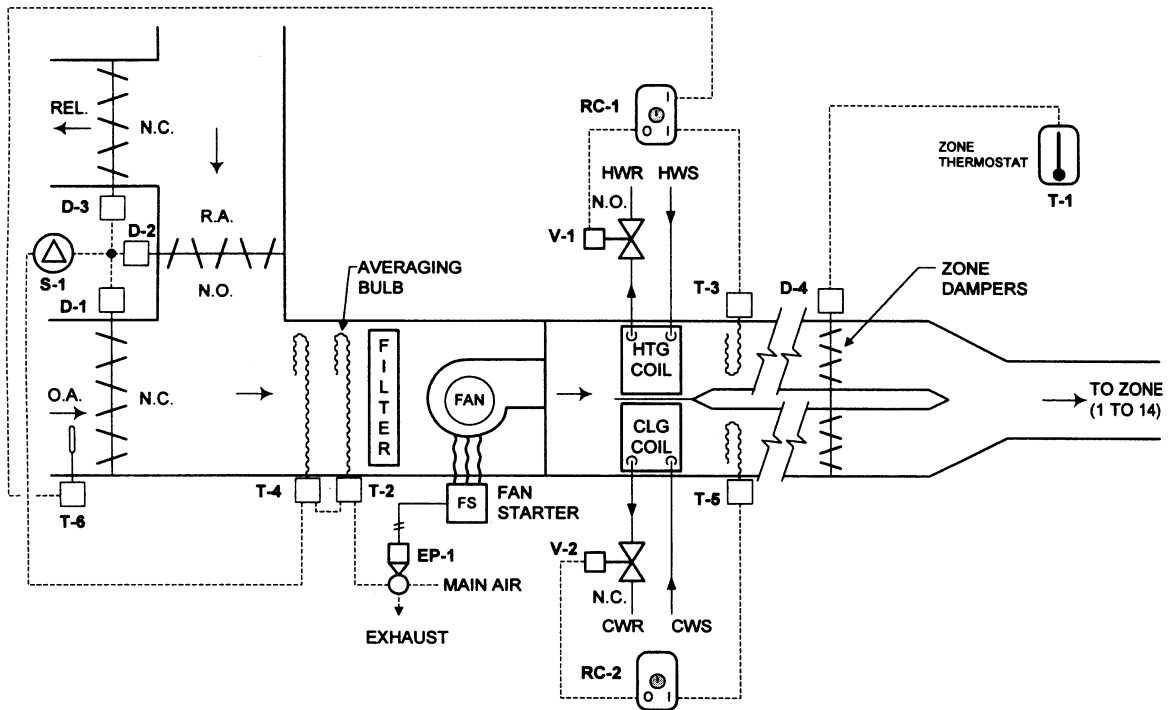 RC-1
I
O I
REL.
N.C.
ZONE
THERMOSTAT
T-1
HWR HWS
N.O.
D-3
R.A.
D-2
V-1
S-1
N.O.
D-1
AVERAGING
BULB
T-3
D-4
ZONE
DAMPERS
FILTER
HTG
COIL
O.A.
N.C.
FAN
TO ZONE
(1 TO 14)
CLG
COIL
T-6
T-4
T-2
FS
FAN
STARTER
T-5
EP-1
V-2
MAIN AIR
N.C.
EXHAUST
CWR CWS
RC-2
O I